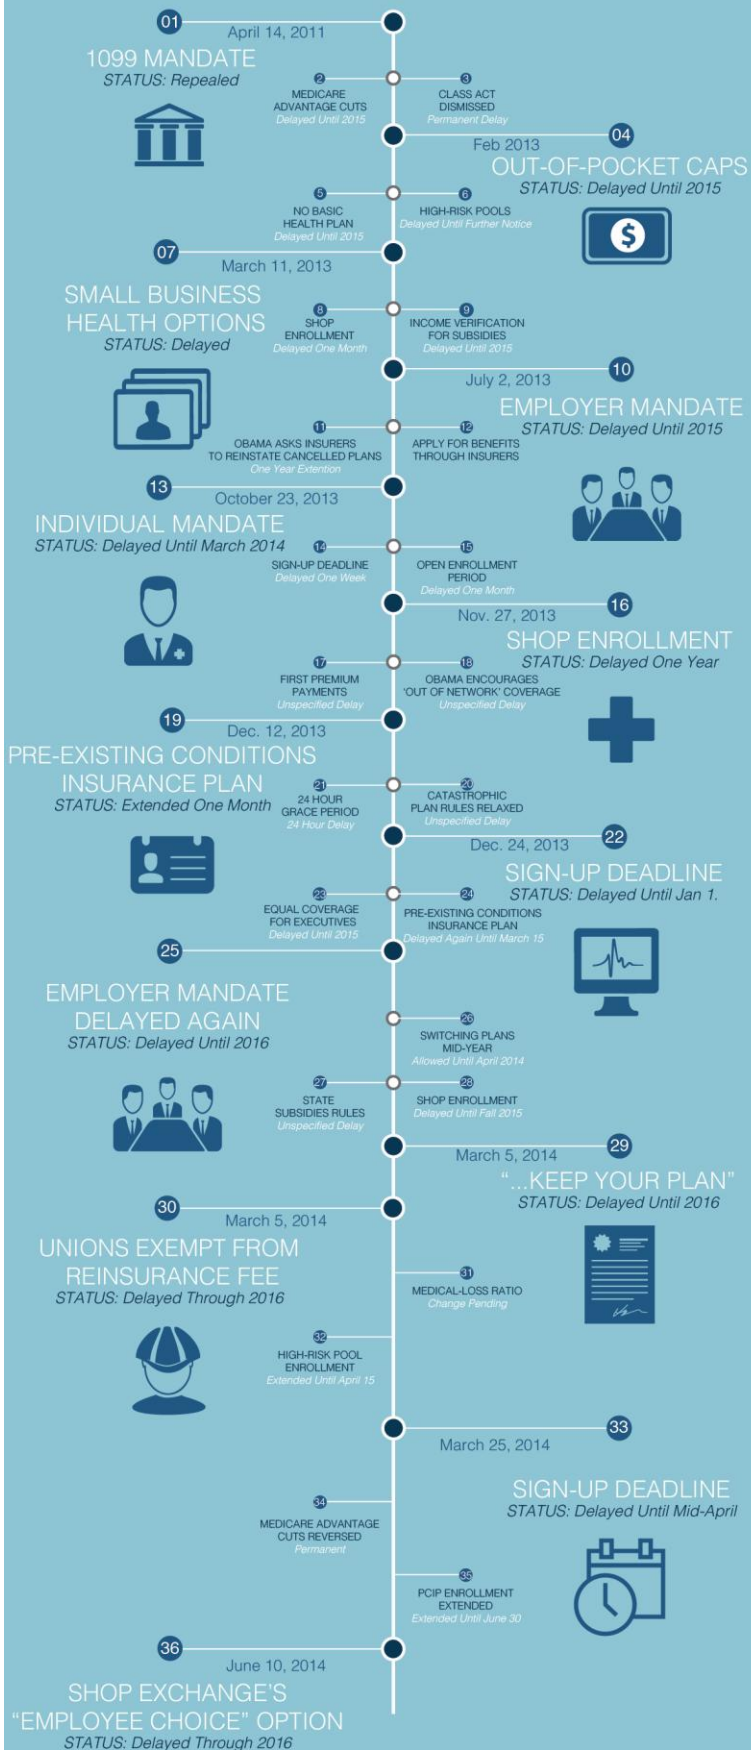 01
April 14, 2011
1099 MANDATE
STATUS: Repealed
2
MEDICARE
ADVANTAGE CUTS
Delayed Until 2015
3
CLASS ACT
DISMISSED
Permanent Delay
04
Feb 2013
OUT-OF-POCKET CAPS
STATUS: Delayed Until 2015
$
5
NO BASIC
HEALTH PLAN
Delayed Until 2015
6
HIGH-RISK POOLS
Delayed Until Further Notice
07
March 11, 2013
SMALL BUSINESS
HEALTH OPTIONS
STATUS: Delayed
8
SHOP
ENROLLMENT
Delayed One Month
9
INCOME VERIFICATION
FOR SUBSIDIES
Delayed Until 2015
10
July 2, 2013
EMPLOYER MANDATE
STATUS: Delayed Until 2015
11
OBAMA ASKS INSURERS
TO REINSTATE CANCELLED PLANS
One Year Extention
12
APPLY FOR BENEFITS
THROUGH INSURERS
13
October 23, 2013
INDIVIDUAL MANDATE
STATUS: Delayed Until March 2014
14
SIGN-UP DEADLINE
Delayed One Week
15
OPEN ENROLLMENT
PERIOD
Delayed One Month
16
Nov. 27, 2013
SHOP ENROLLMENT
STATUS: Delayed One Year
17
FIRST PREMIUM
PAYMENTS
Unspecified Delay
18
OBAMA ENCOURAGES
'OUT OF NETWORK' COVERAGE
Unspecified Delay
19
Dec. 12, 2013
PRE-EXISTING CONDITIONS
INSURANCE PLAN
STATUS: Extended One Month
21
24 HOUR
GRACE PERIOD
24 Hour Delay
20
CATASTROPHIC
PLAN RULES RELAXED
Unspecified Delay
22
Dec. 24, 2013
SIGN-UP DEADLINE
STATUS: Delayed Until Jan 1.
23
EQUAL COVERAGE
FOR EXECUTIVES
Delayed Until 2015
24
PRE-EXISTING CONDITIONS
INSURANCE PLAN
Delayed Again Until March 15
25
EMPLOYER MANDATE
DELAYED AGAIN
STATUS: Delayed Until 2016
26
SWITCHING PLANS
MID-YEAR
Allowed Until April 2014
27
STATE
SUBSIDIES RULES
Unspecified Delay
28
SHOP ENROLLMENT
Delayed Until Fall 2015
29
March 5, 2014
"...KEEP YOUR PLAN"
STATUS: Delayed Until 2016
30
March 5, 2014
UNIONS EXEMPT FROM
REINSURANCE FEE
STATUS: Delayed Through 2016
31
MEDICAL-LOSS RATIO
Change Pending
32
HIGH-RISK POOL
ENROLLMENT
Extended Until April 15
33
March 25, 2014
SIGN-UP DEADLINE
STATUS: Delayed Until Mid-April
34
MEDICARE ADVANTAGE
CUTS REVERSED
Permanent
35
PCIP ENROLLMENT
EXTENDED
Extended Until June 30
36
June 10, 2014
SHOP EXCHANGE'S
"EMPLOYEE CHOICE" OPTION
STATUS: Delayed Through 2016